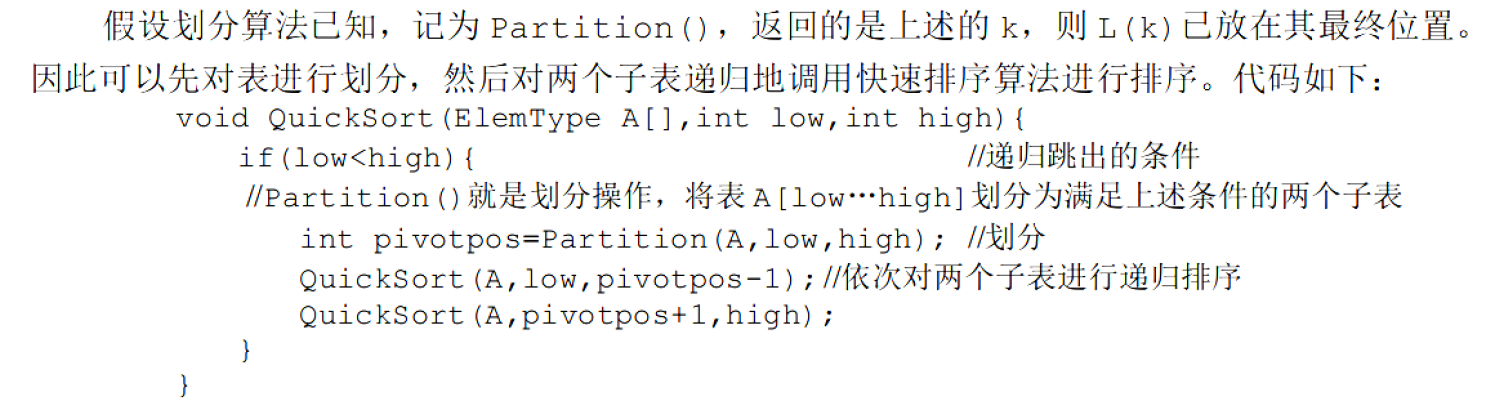 假设划分算法已知，记为 Partition()，返回的是上述的 k，则 L(k)已放在其最终位置。
因此可以先对表进行划分，然后对两个子表递归地调用快速排序算法进行排序。代码如下：
void QuickSort(ElemType A[],int low,int high){
if(low<high){ //递归跳出的条件
//Partition()就是划分操作，将表 A[low…high]划分为满足上述条件的两个子表
int pivotpos=Partition(A,low,high); //划分
QuickSort(A,low,pivotpos-1);//依次对两个子表进行递归排序
QuickSort(A,pivotpos+1,high);
}
}